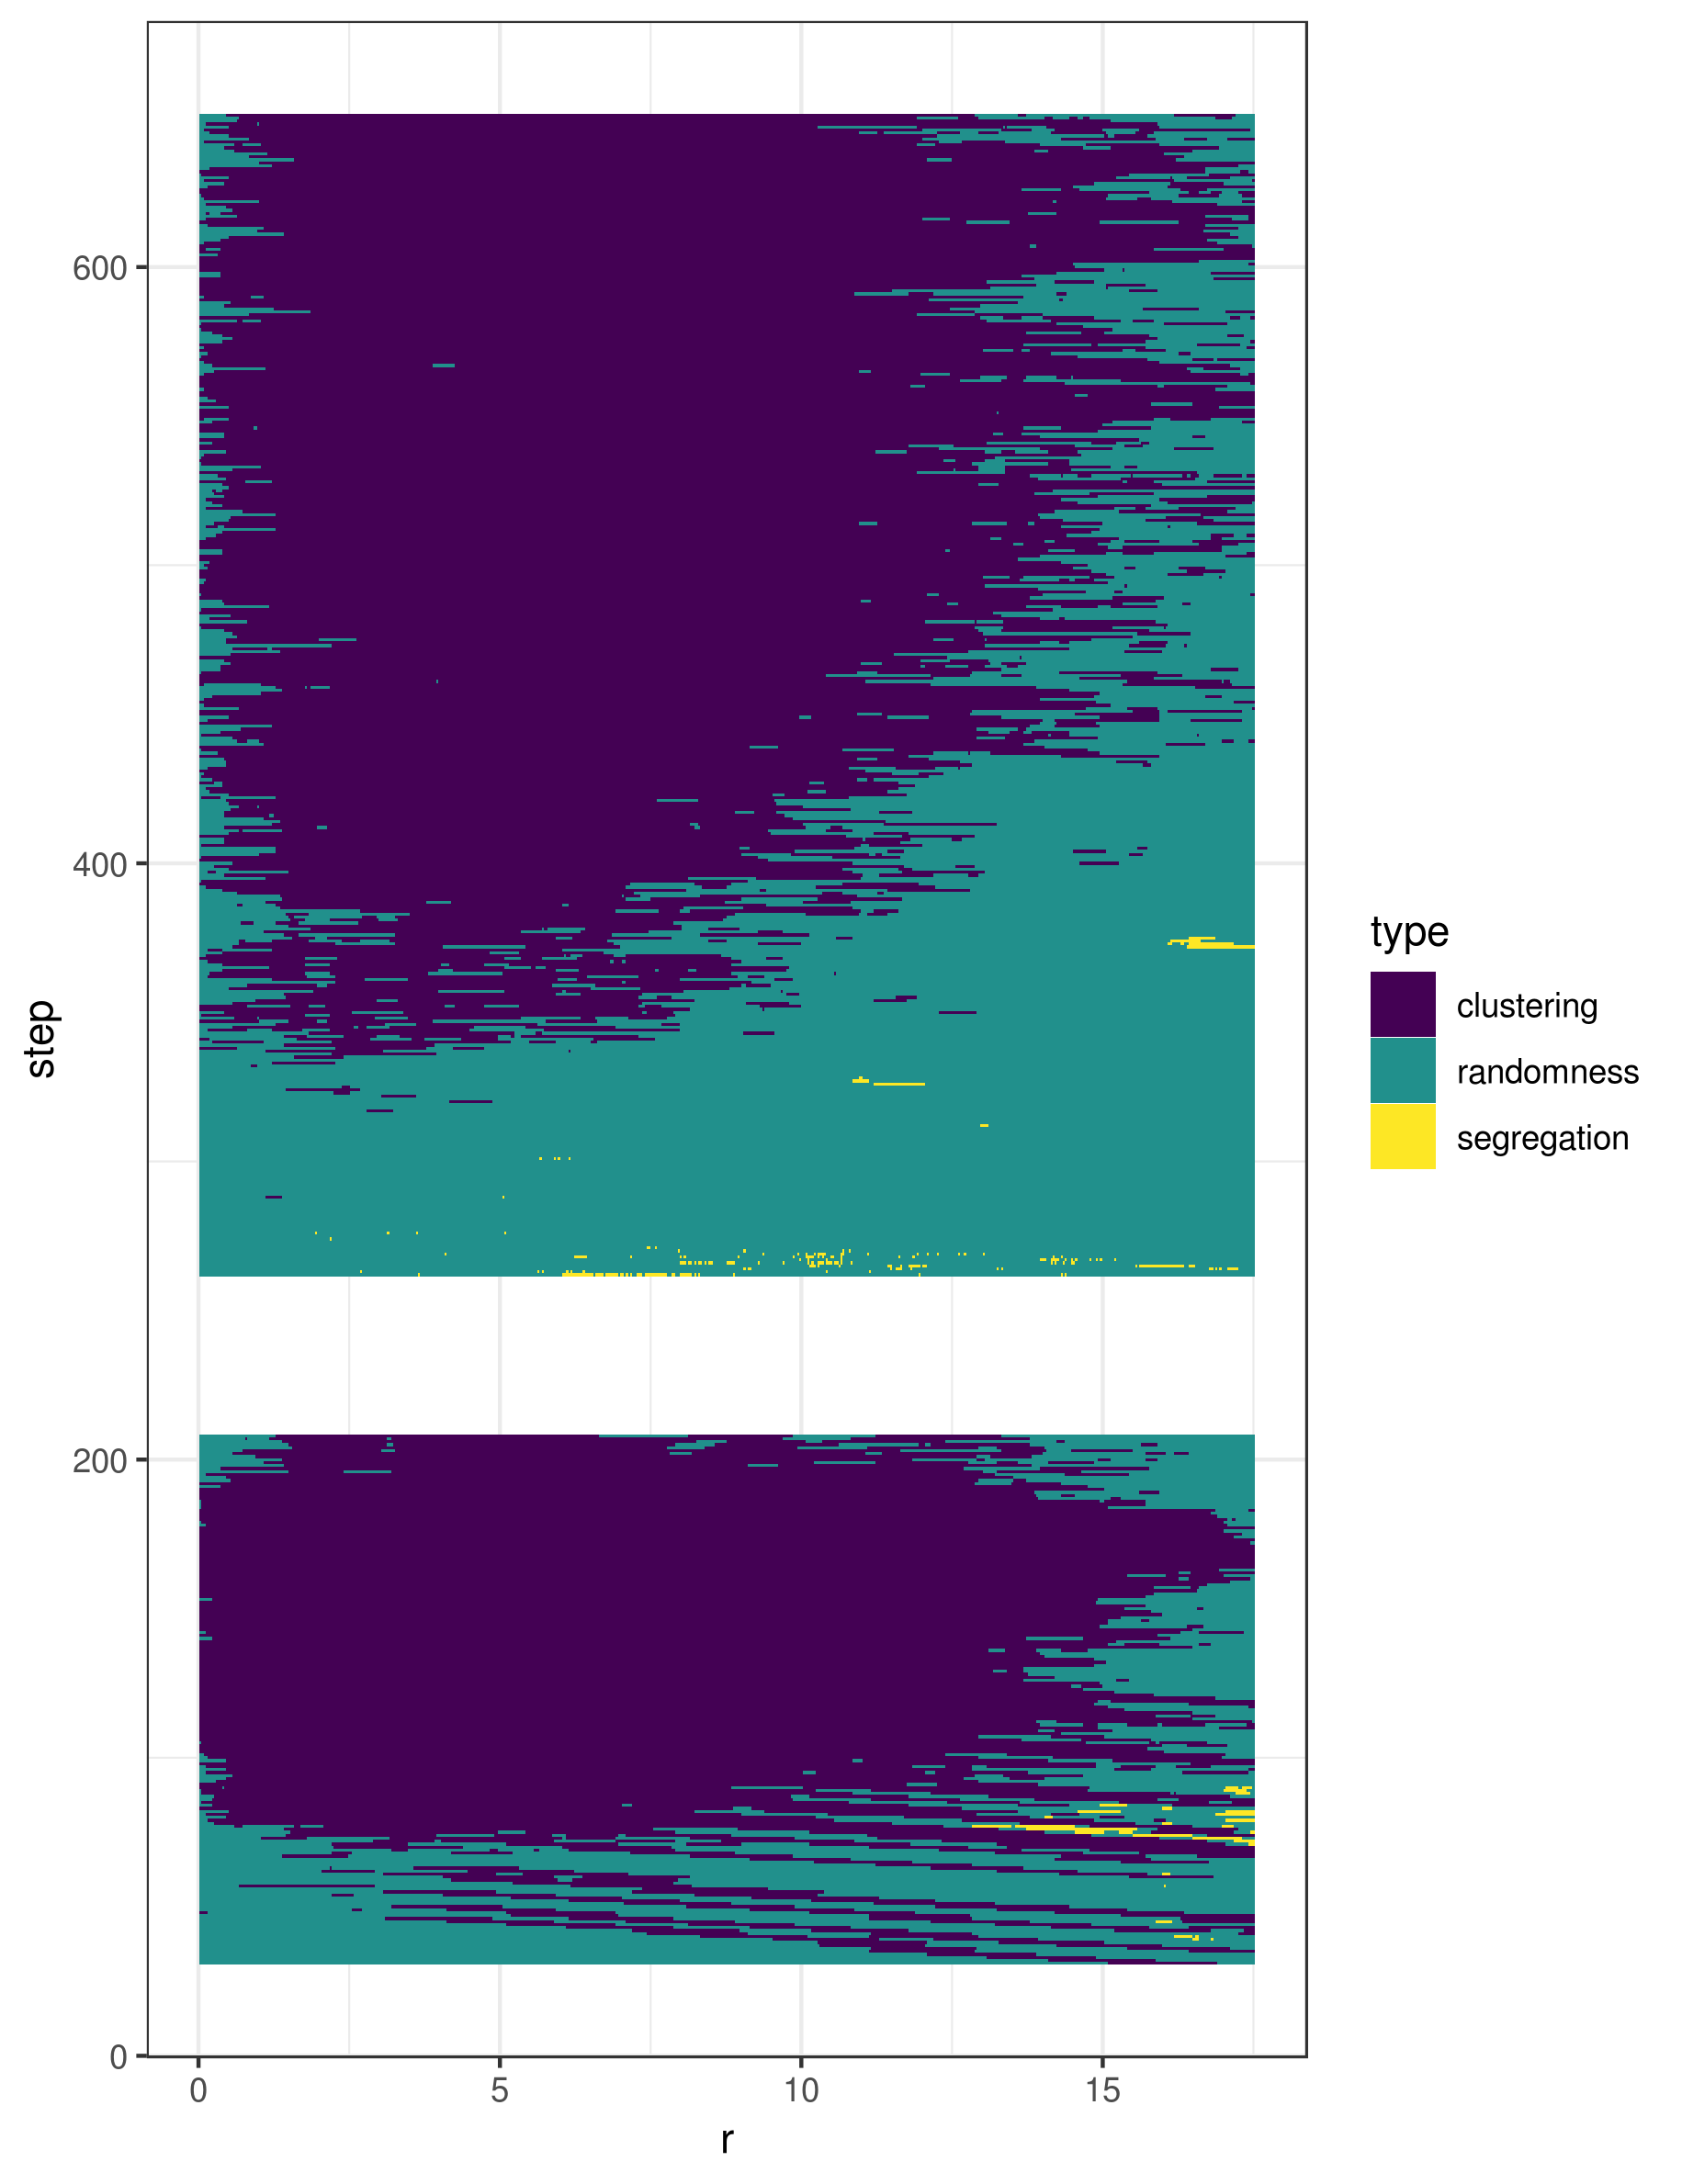 600
400
200
0
step
0 5 10 15
r
type
clustering
randomness
segregation